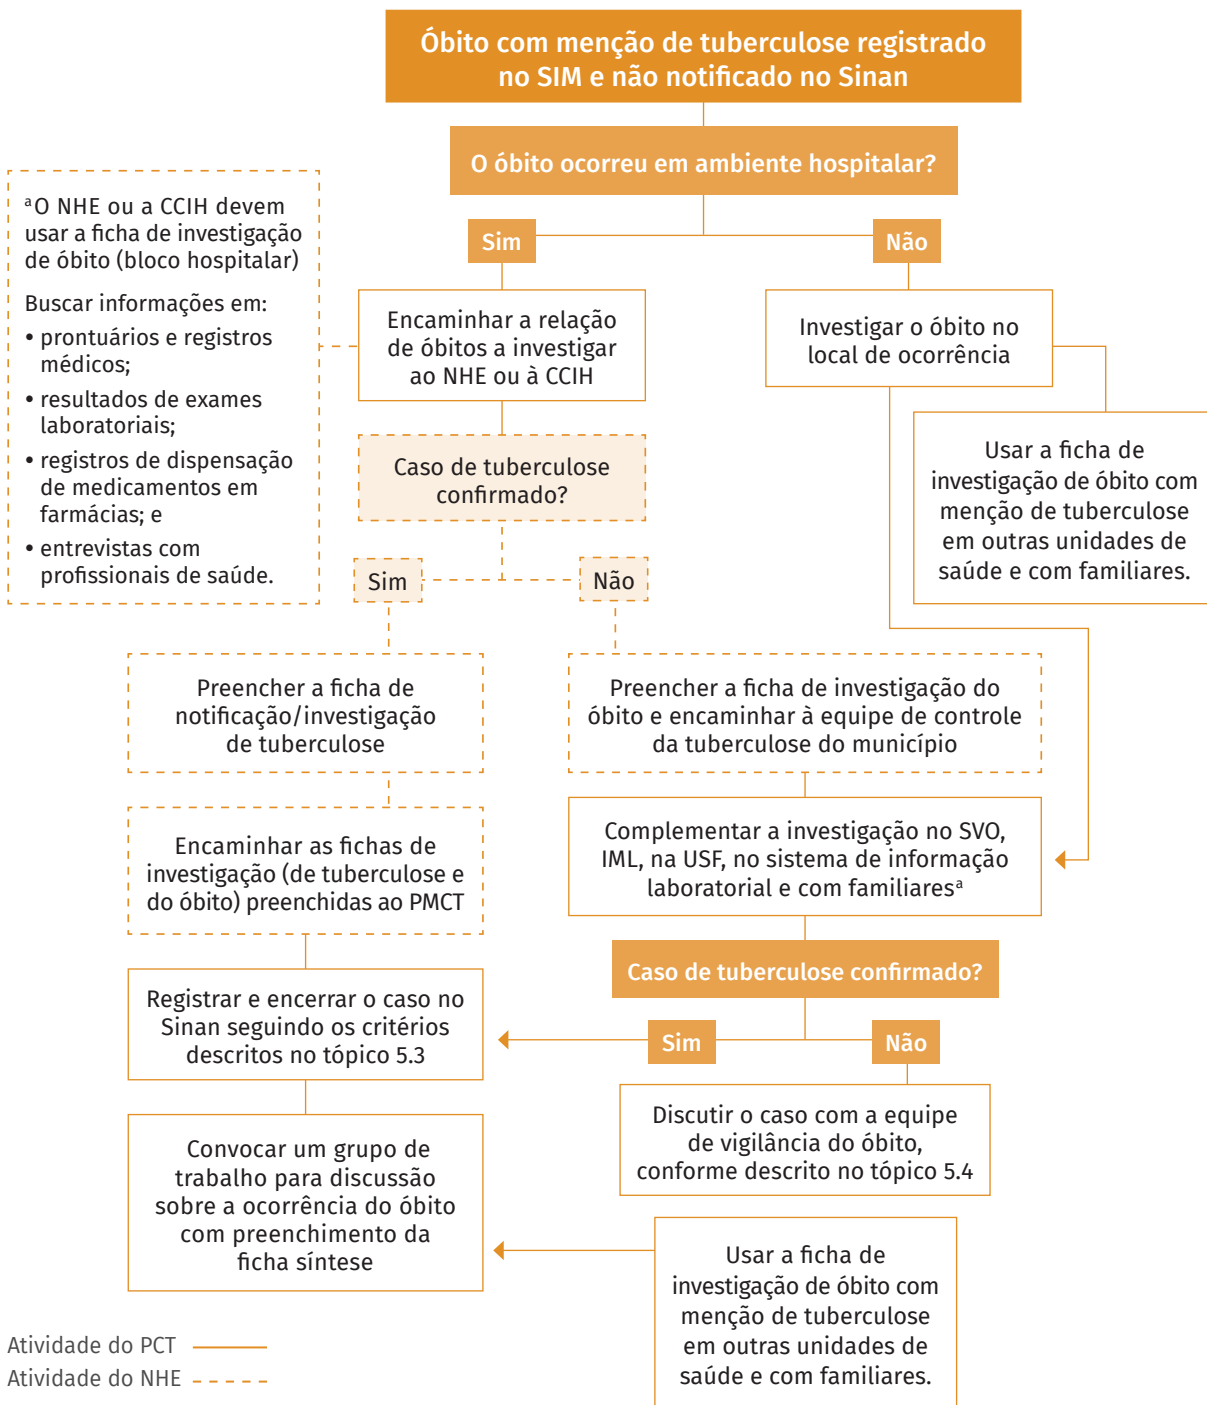 Óbito com menção de tuberculose registrado
no SIM e não notificado no Sinan
O óbito ocorreu em ambiente hospitalar?
Sim
Não
ªO NHE ou a CCIH devem
usar a ficha de investigação
de óbito (bloco hospitalar)
Buscar informações em:
• prontuários e registros
médicos;
• resultados de exames
laboratoriais;
• registros de dispensação
de medicamentos em
farmácias; e
• entrevistas com
profissionais de saúde.
Encaminhar a relação
de óbitos a investigar
ao NHE ou à CCIH
Investigar o óbito no
local de ocorrência
Usar a ficha de
investigação de óbito com
menção de tuberculose
em outras unidades de
saúde e com familiares.
Caso de tuberculose
confirmado?
Sim
Não
Preencher a ficha de
notificação/investigação
de tuberculose
Preencher a ficha de investigação do
óbito e encaminhar à equipe de controle
da tuberculose do município
Encaminhar as fichas de
investigação (de tuberculose e
do óbito) preenchidas ao PMCT
Complementar a investigação no SVO,
IML, na USF, no sistema de informação
laboratorial e com familiaresª
Caso de tuberculose confirmado?
Sim
Não
Registrar e encerrar o caso no
Sinan seguindo os critérios
descritos no tópico 5.3
Discutir o caso com a equipe
de vigilância do óbito,
conforme descrito no tópico 5.4
Convocar um grupo de
trabalho para discussão
sobre a ocorrência do óbito
com preenchimento da
ficha síntese
Usar a ficha de
investigação de óbito com
menção de tuberculose
em outras unidades de
saúde e com familiares.
Atividade do PCT
Atividade do NHE